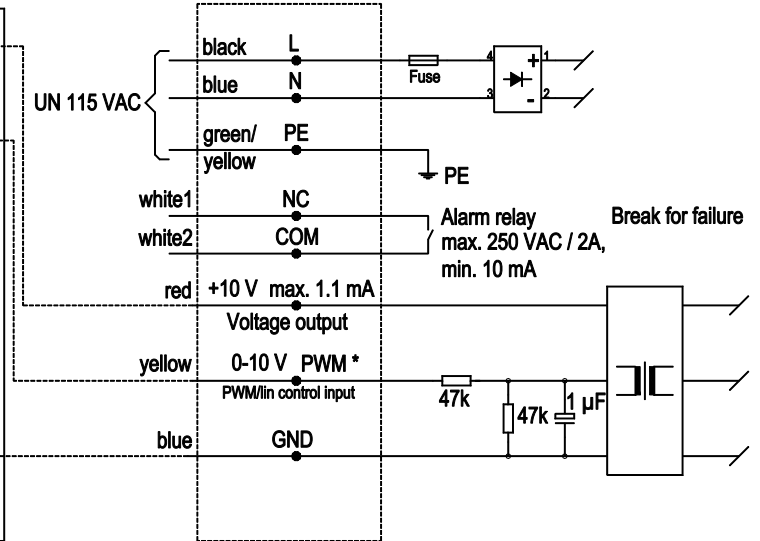 black L
4 + 1
Fuse
UN 115 VAC
blue N
3 - 2
green/
yellow
PE
PE
white1 NC
white2 COM
Alarm relay
max. 250 VAC / 2A,
min. 10 mA
Break for failure
red +10 V max. 1.1 mA
Voltage output
yellow 0-10 V PWM *
PWM/lin control input
47k
47k
1 µF
blue GND